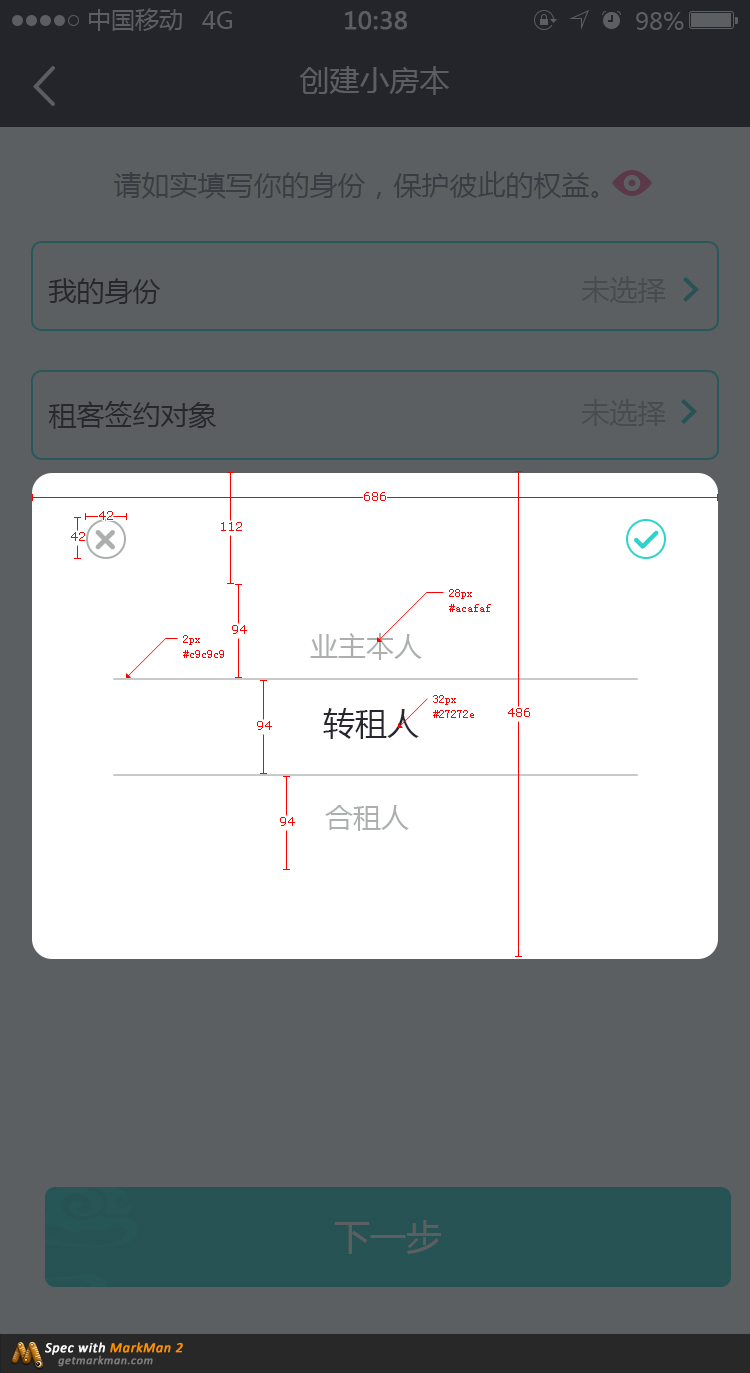 中国移动 4G 10:38 98%
创建小房本
请如实填写你的身份，保护彼此的权益。
我的身份 未选择
租客签约对象 未选择
686
42
112
42
28px
#acafaf
94
2px
#c9c9c9
业主本人
32px
#27272e
486
94
转租人
94
合租人
下一步
Spec with MarkMan 2
getmarkman.com